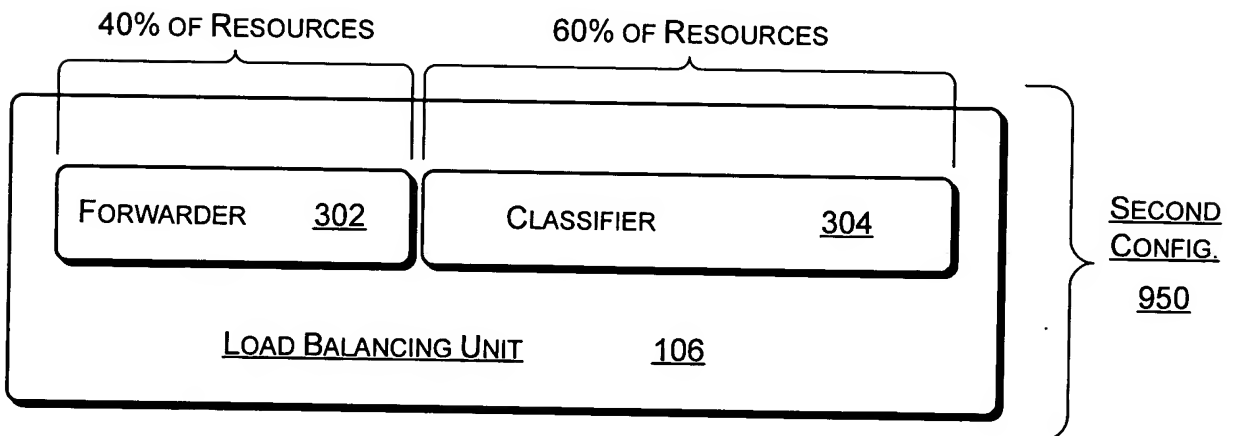 40% OF RESOURCES
60% OF RESOURCES
FORWARDER 302
CLASSIFIER 304
SECOND
CONFIG.
950
LOAD BALANCING UNIT 106